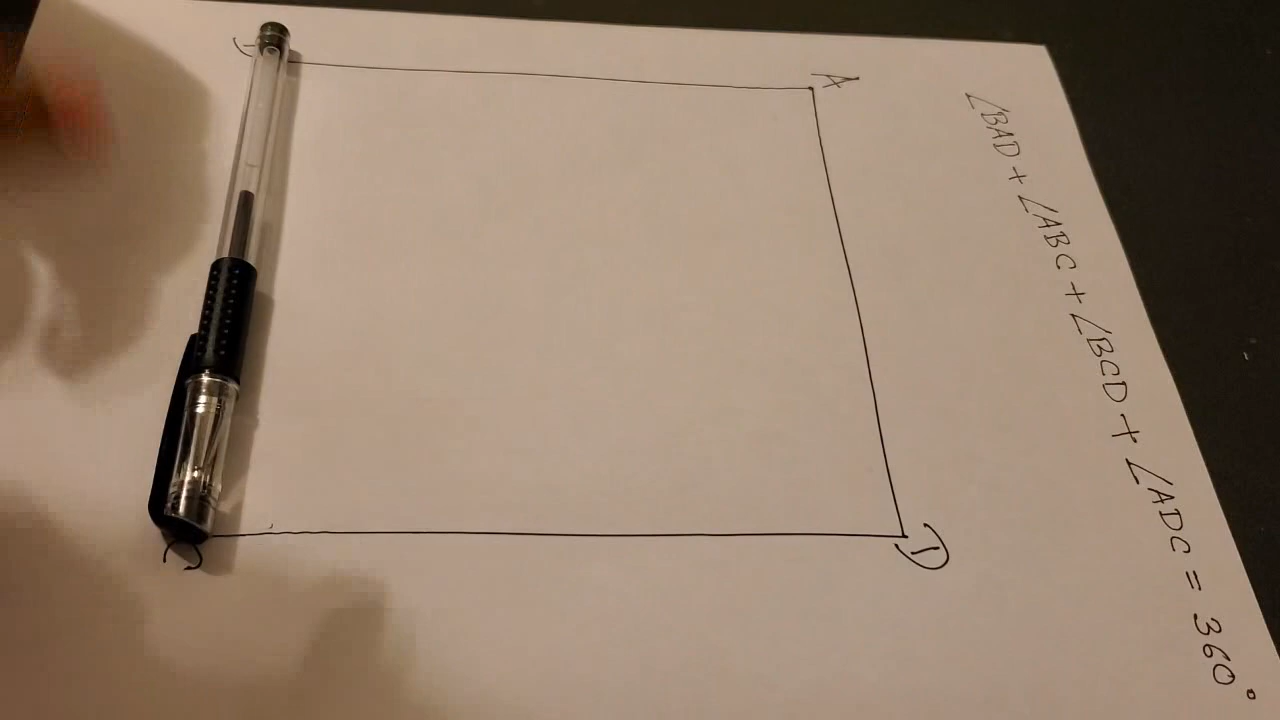 A
D
C
∠BAD + ∠ABC + ∠BCD + ∠ADC = 360°